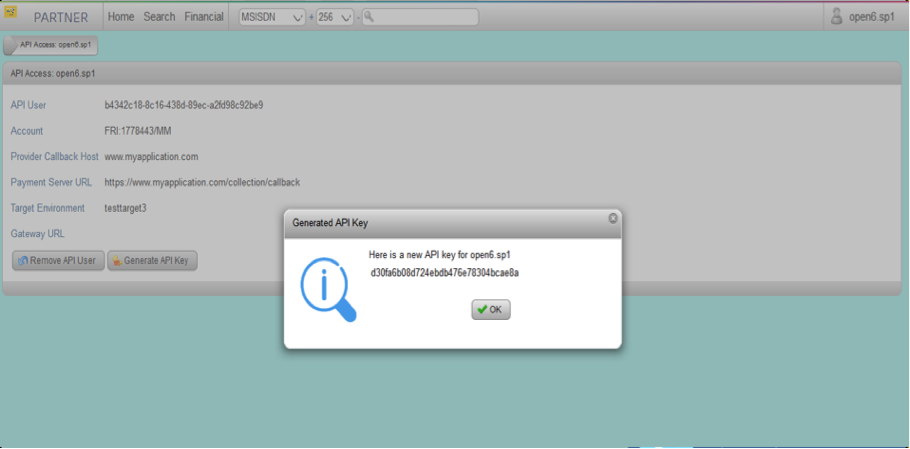 PARTNER Home Search Financial MSISDN + 256 - open6.sp1
API Access: open6.sp1
API Access: open6.sp1
API User b4342c18-8c16-438d-89ec-a2fd98c92be9
Account FRI:1778443/MM
Provider Callback Host www.myapplication.com
Payment Server URL https://www.myapplication.com/collection/callback
Target Environment testtarget3
Gateway URL
Remove API User Generate API Key
Generated API Key
Here is a new API key for open6.sp1
d30fa6b08d724ebdb476e78304bcae8a
OK